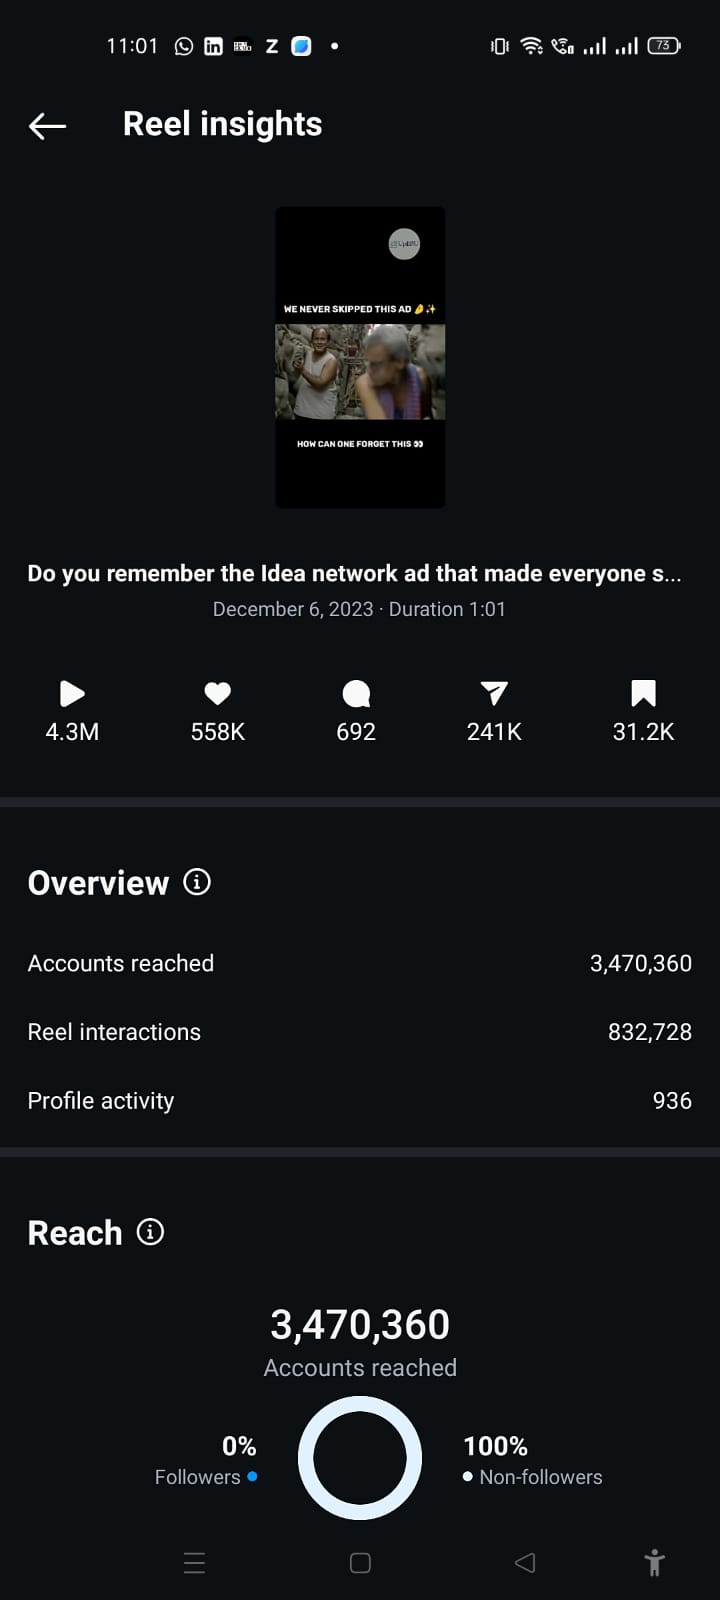 11:01
Z
73
Reel insights
WE NEVER SKIPPED THIS AD 🤌✨
HOW CAN ONE FORGET THIS 👀
Do you remember the Idea network ad that made everyone s...
December 6, 2023 · Duration 1:01
4.3M 558K 692 241K 31.2K
Overview
Accounts reached 3,470,360
Reel interactions 832,728
Profile activity 936
Reach
3,470,360
Accounts reached
0% 100%
Followers Non-followers